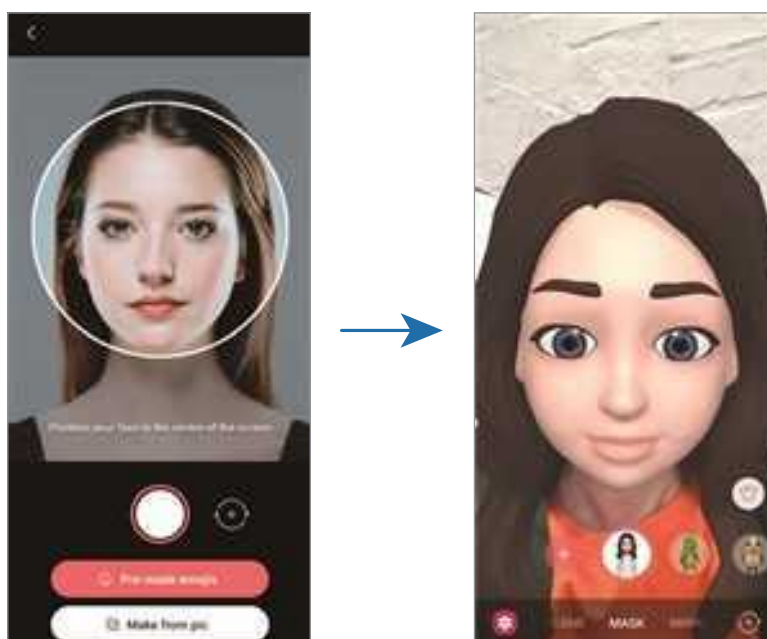 Position your face in the center of the screen.
Pre-made emojis
Make from pic
MASK